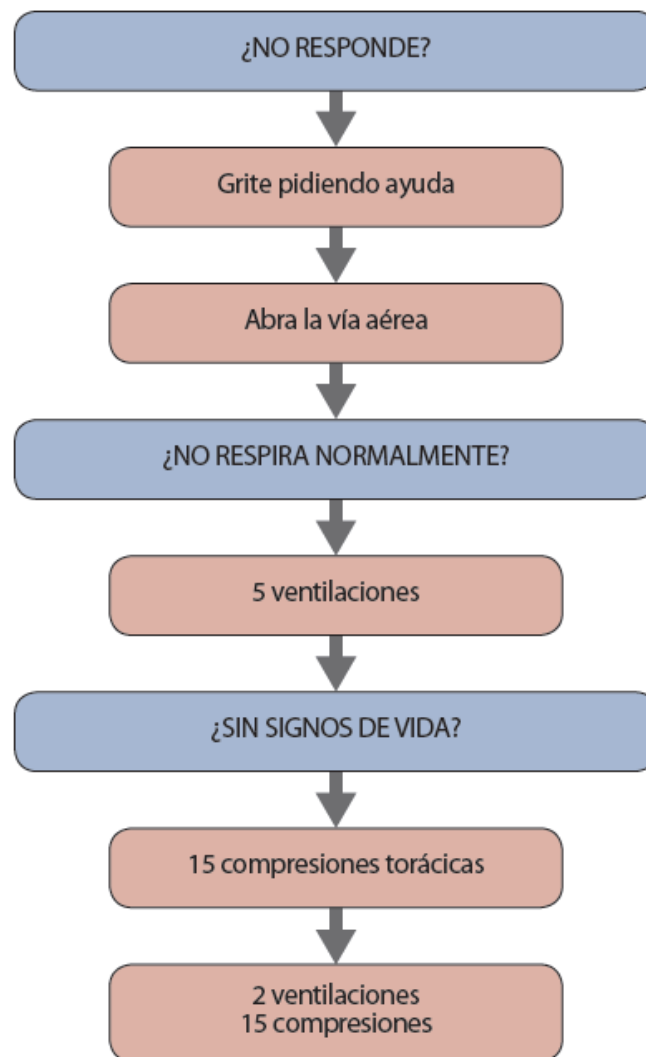 ¿NO RESPONDE?
Grite pidiendo ayuda
Abra la vía aérea
¿NO RESPIRA NORMALMENTE?
5 ventilaciones
¿SIN SIGNOS DE VIDA?
15 compresiones torácicas
2 ventilaciones
15 compresiones